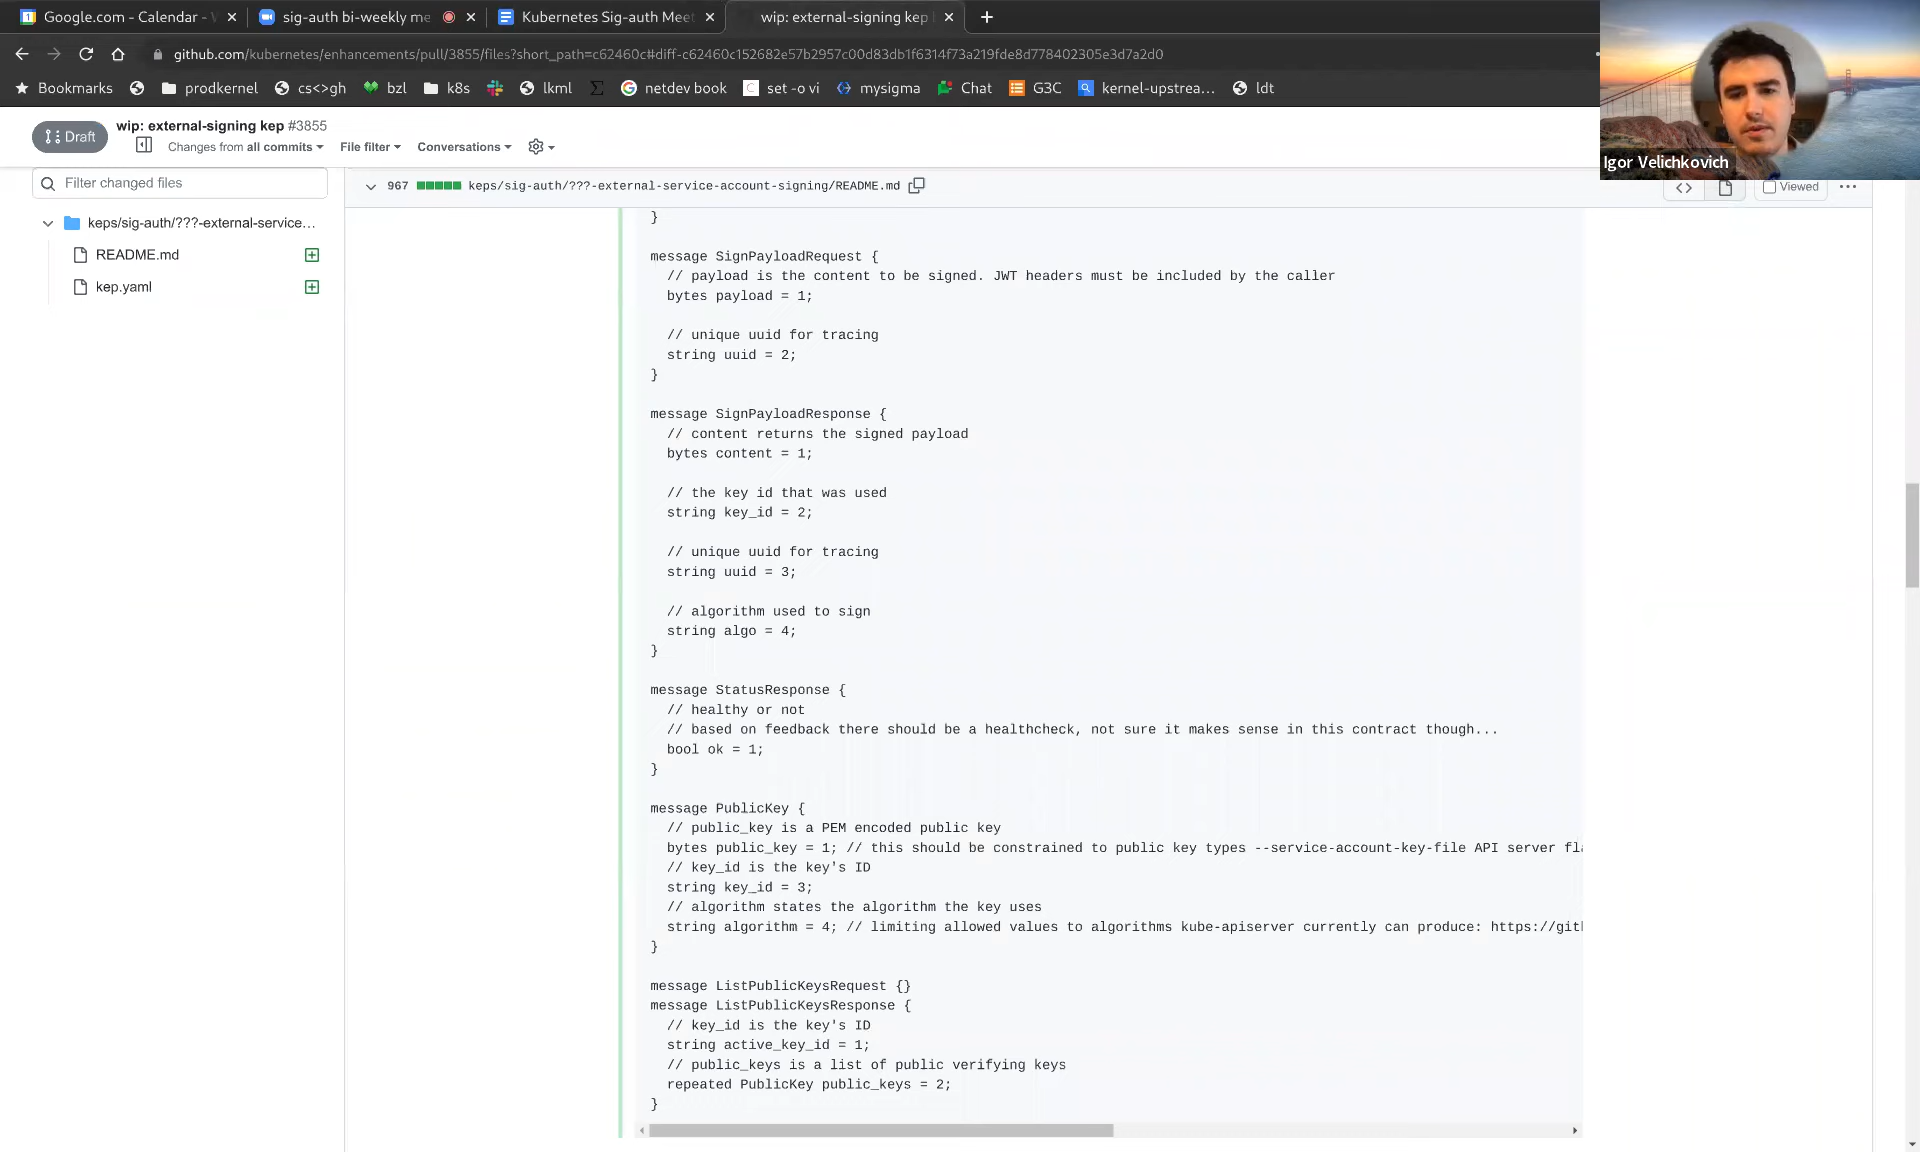 Google.com - Calendar -
sig-auth bi-weekly me
Kubernetes Sig-auth Meet
wip: external-signing kep
github.com/kubernetes/enhancements/pull/3855/files?short_path=c62460c#diff-c62460c152682e57b2957c00d83db1f6314f73a219fde8d778402305e3d7a2d0
Bookmarks
prodkernel
cs<>gh
bzl
k8s
lkml
netdev book
set -o vi
mysigma
Chat
G3C
kernel-upstrea...
ldt
Igor Velichkovich
Draft
wip: external-signing kep #3855
Changes from all commits
File filter
Conversations
Filter changed files
keps/sig-auth/???-external-service...
README.md
kep.yaml
967
keps/sig-auth/???-external-service-account-signing/README.md
Viewed
}
message SignPayloadRequest {
// payload is the content to be signed. JWT headers must be included by the caller
bytes payload = 1;
// unique uuid for tracing
string uuid = 2;
}
message SignPayloadResponse {
// content returns the signed payload
bytes content = 1;
// the key id that was used
string key_id = 2;
// unique uuid for tracing
string uuid = 3;
// algorithm used to sign
string algo = 4;
}
message StatusResponse {
// healthy or not
// based on feedback there should be a healthcheck, not sure it makes sense in this contract though...
bool ok = 1;
}
message PublicKey {
// public_key is a PEM encoded public key
bytes public_key = 1; // this should be constrained to public key types --service-account-key-file API server fla
// key_id is the key's ID
string key_id = 3;
// algorithm states the algorithm the key uses
string algorithm = 4; // limiting allowed values to algorithms kube-apiserver currently can produce: https://gith
}
message ListPublicKeysRequest {}
message ListPublicKeysResponse {
// key_id is the key's ID
string active_key_id = 1;
// public_keys is a list of public verifying keys
repeated PublicKey public_keys = 2;
}